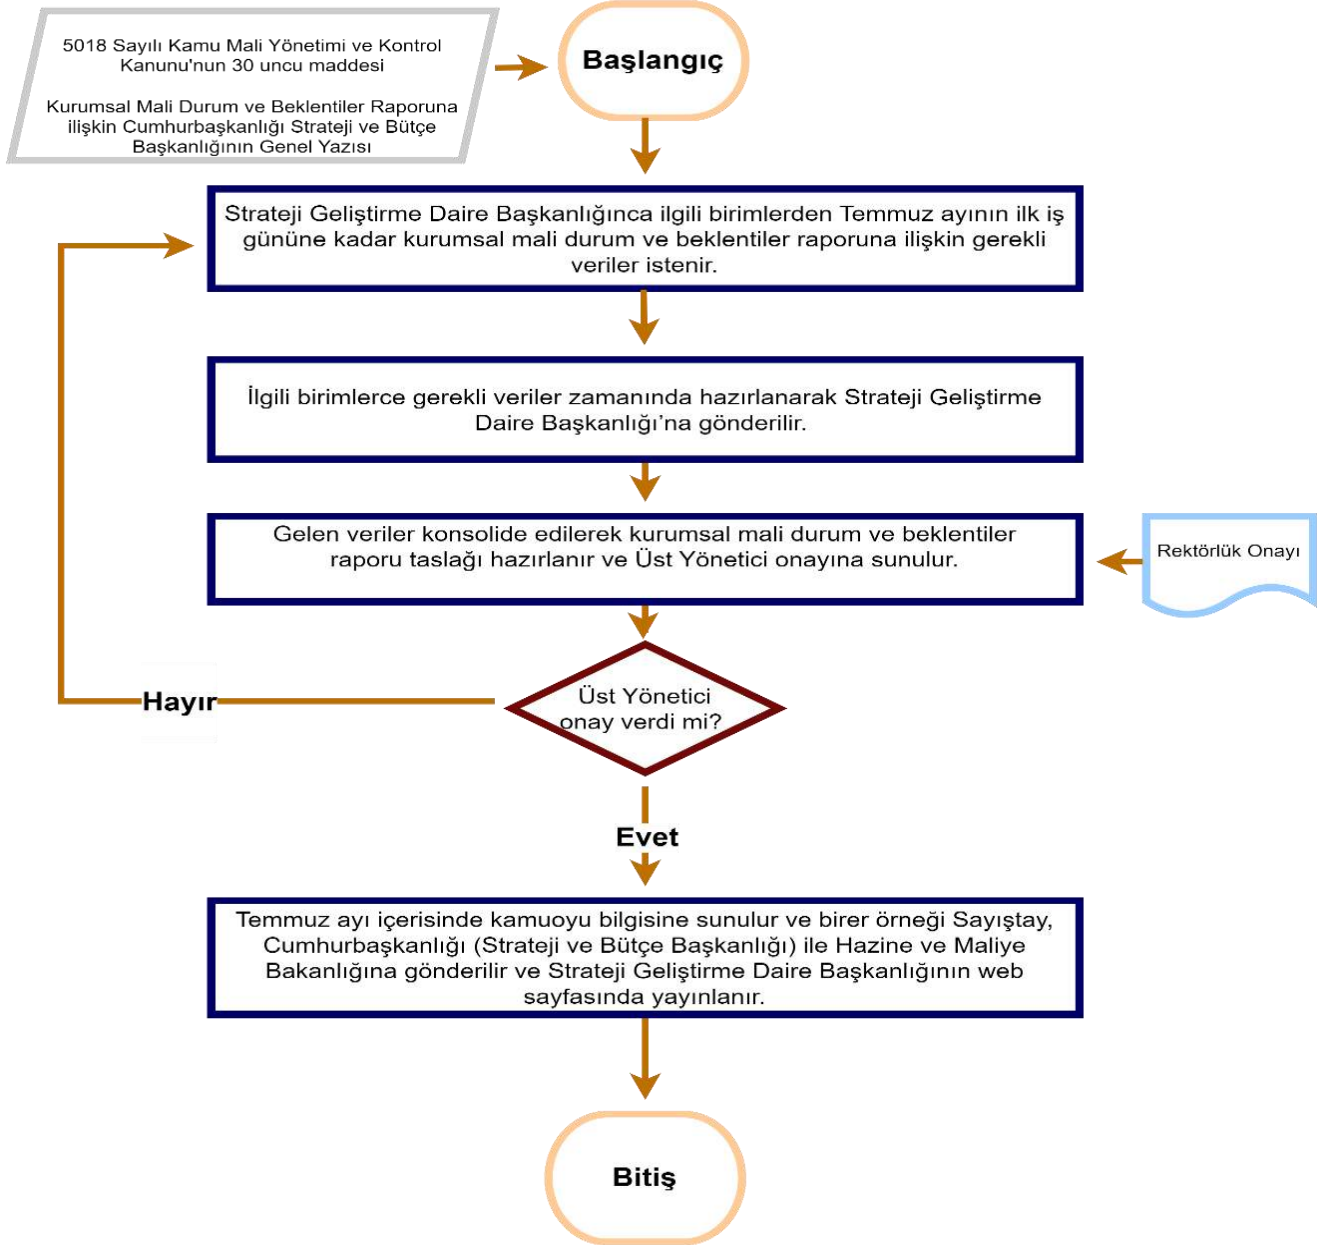 5018 Sayılı Kamu Mali Yönetimi ve Kontrol
Kanunu'nun 30 uncu maddesi
Kurumsal Mali Durum ve Beklentiler Raporuna
ilişkin Cumhurbaşkanlığı Strateji ve Bütçe
Başkanlığının Genel Yazısı
Başlangıç
Strateji Geliştirme Daire Başkanlığınca ilgili birimlerden Temmuz ayının ilk iş
gününe kadar kurumsal mali durum ve beklentiler raporuna ilişkin gerekli
veriler istenir.
İlgili birimlerce gerekli veriler zamanında hazırlanarak Strateji Geliştirme
Daire Başkanlığı’na gönderilir.
Gelen veriler konsolide edilerek kurumsal mali durum ve beklentiler
raporu taslağı hazırlanır ve Üst Yönetici onayına sunulur.
Rektörlük Onayı
Üst Yönetici
onay verdi mi?
Hayır
Evet
Temmuz ayı içerisinde kamuoyu bilgisine sunulur ve birer örneği Sayıştay,
Cumhurbaşkanlığı (Strateji ve Bütçe Başkanlığı) ile Hazine ve Maliye
Bakanlığına gönderilir ve Strateji Geliştirme Daire Başkanlığının web
sayfasında yayınlanır.
Bitiş